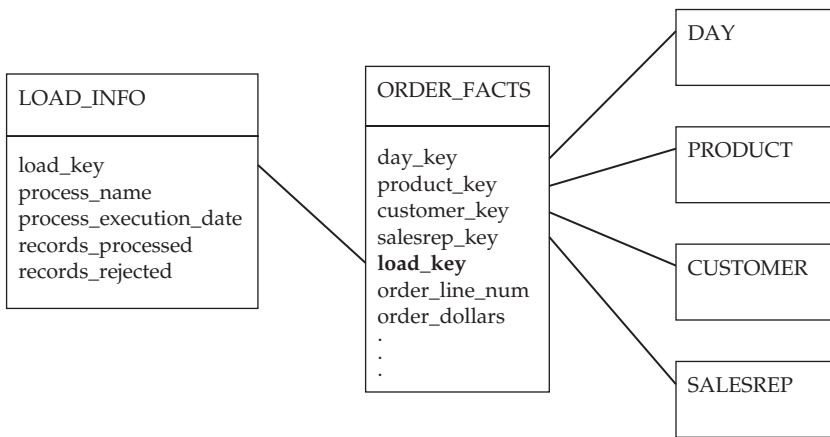 LOAD_INFO
load_key
process_name
process_execution_date
records_processed
records_rejected
ORDER_FACTS
day_key
product_key
customer_key
salesrep_key
load_key
order_line_num
order_dollars
.
.
.
DAY
PRODUCT
CUSTOMER
SALESREP